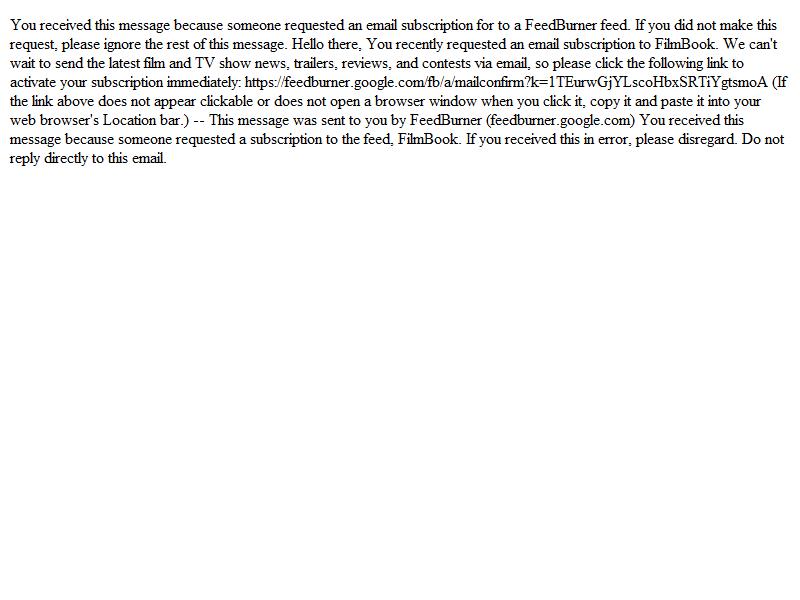 You received this message because someone requested an email subscription for to a FeedBurner feed. If you did not make this
request, please ignore the rest of this message. Hello there, You recently requested an email subscription to FilmBook. We can't
wait to send the latest film and TV show news, trailers, reviews, and contests via email, so please click the following link to
activate your subscription immediately: https://feedburner.google.com/fb/a/mailconfirm?k=1TEurwGjYLscoHbxSRTiYgtsmoA (If
the link above does not appear clickable or does not open a browser window when you click it, copy it and paste it into your
web browser's Location bar.) -- This message was sent to you by FeedBurner (feedburner.google.com) You received this
message because someone requested a subscription to the feed, FilmBook. If you received this in error, please disregard. Do not
reply directly to this email.